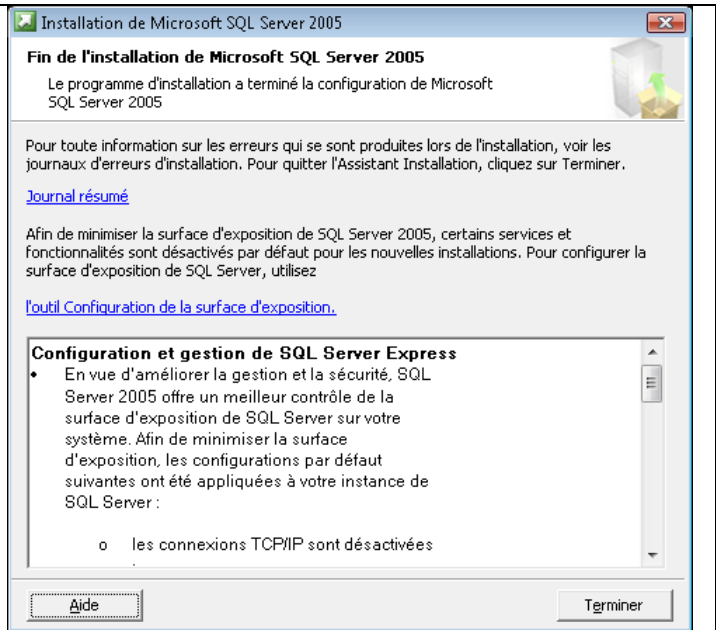 Installation de Microsoft SQL Server 2005
Fin de l'installation de Microsoft SQL Server 2005
Le programme d'installation a terminé la configuration de Microsoft
SQL Server 2005
Pour toute information sur les erreurs qui se sont produites lors de l'installation, voir les
journaux d'erreurs d'installation. Pour quitter l'Assistant Installation, cliquez sur Terminer.
Journal résumé
Afin de minimiser la surface d'exposition de SQL Server 2005, certains services et
fonctionnalités sont désactivés par défaut pour les nouvelles installations. Pour configurer la
surface d'exposition de SQL Server, utilisez
l'outil Configuration de la surface d'exposition.
Configuration et gestion de SQL Server Express
• En vue d'améliorer la gestion et la sécurité, SQL
Server 2005 offre un meilleur contrôle de la
surface d'exposition de SQL Server sur votre
système. Afin de minimiser la surface
d'exposition, les configurations par défaut
suivantes ont été appliquées à votre instance de
SQL Server :
o les connexions TCP/IP sont désactivées
Aide
Terminer